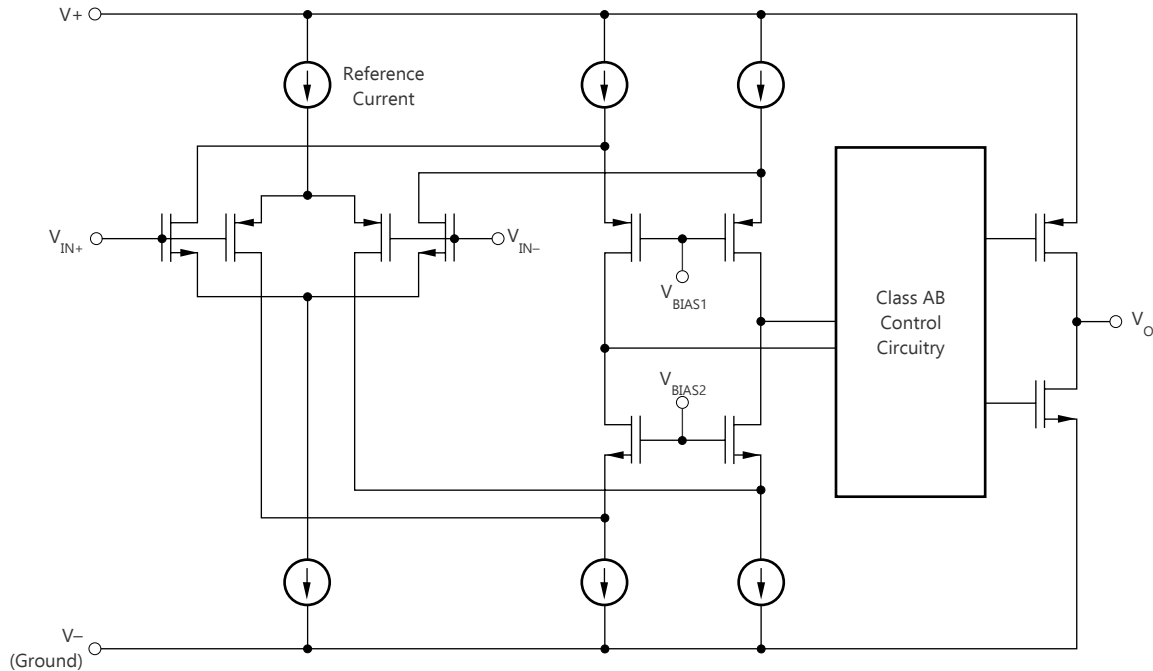 V+
Reference
Current
VIN+
VIN–
VBIAS1
Class AB
Control
Circuitry
VO
VBIAS2
V–
(Ground)